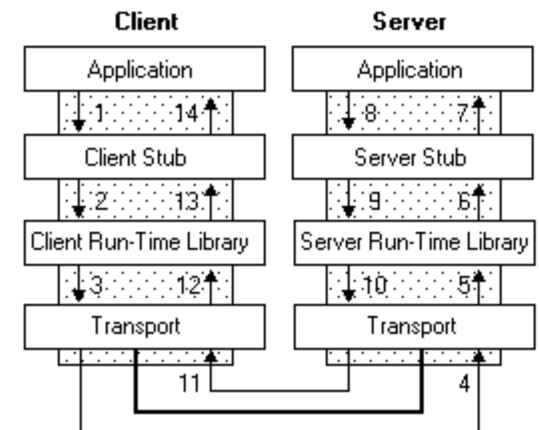 Client Server
Application Application
1 14 8 7
Client Stub Server Stub
2 13 9 6
Client Run-Time Library Server Run-Time Library
3 12 10 5
Transport Transport
11 4